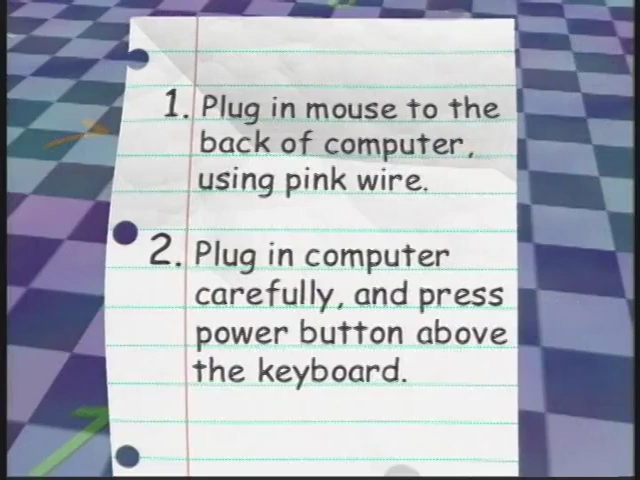 1. Plug in mouse to the
back of computer,
using pink wire.
2. Plug in computer
carefully, and press
power button above
the keyboard.